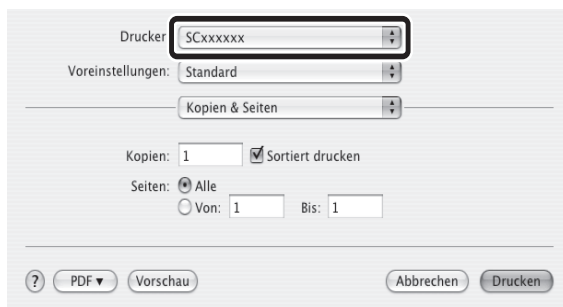 Drucker SCxxxxxx
Voreinstellungen: Standard
Kopien & Seiten
Kopien: 1 Sortiert drucken
Seiten: Alle
Von: 1 Bis: 1
? PDF▼ Vorschau Abbrechen Drucken